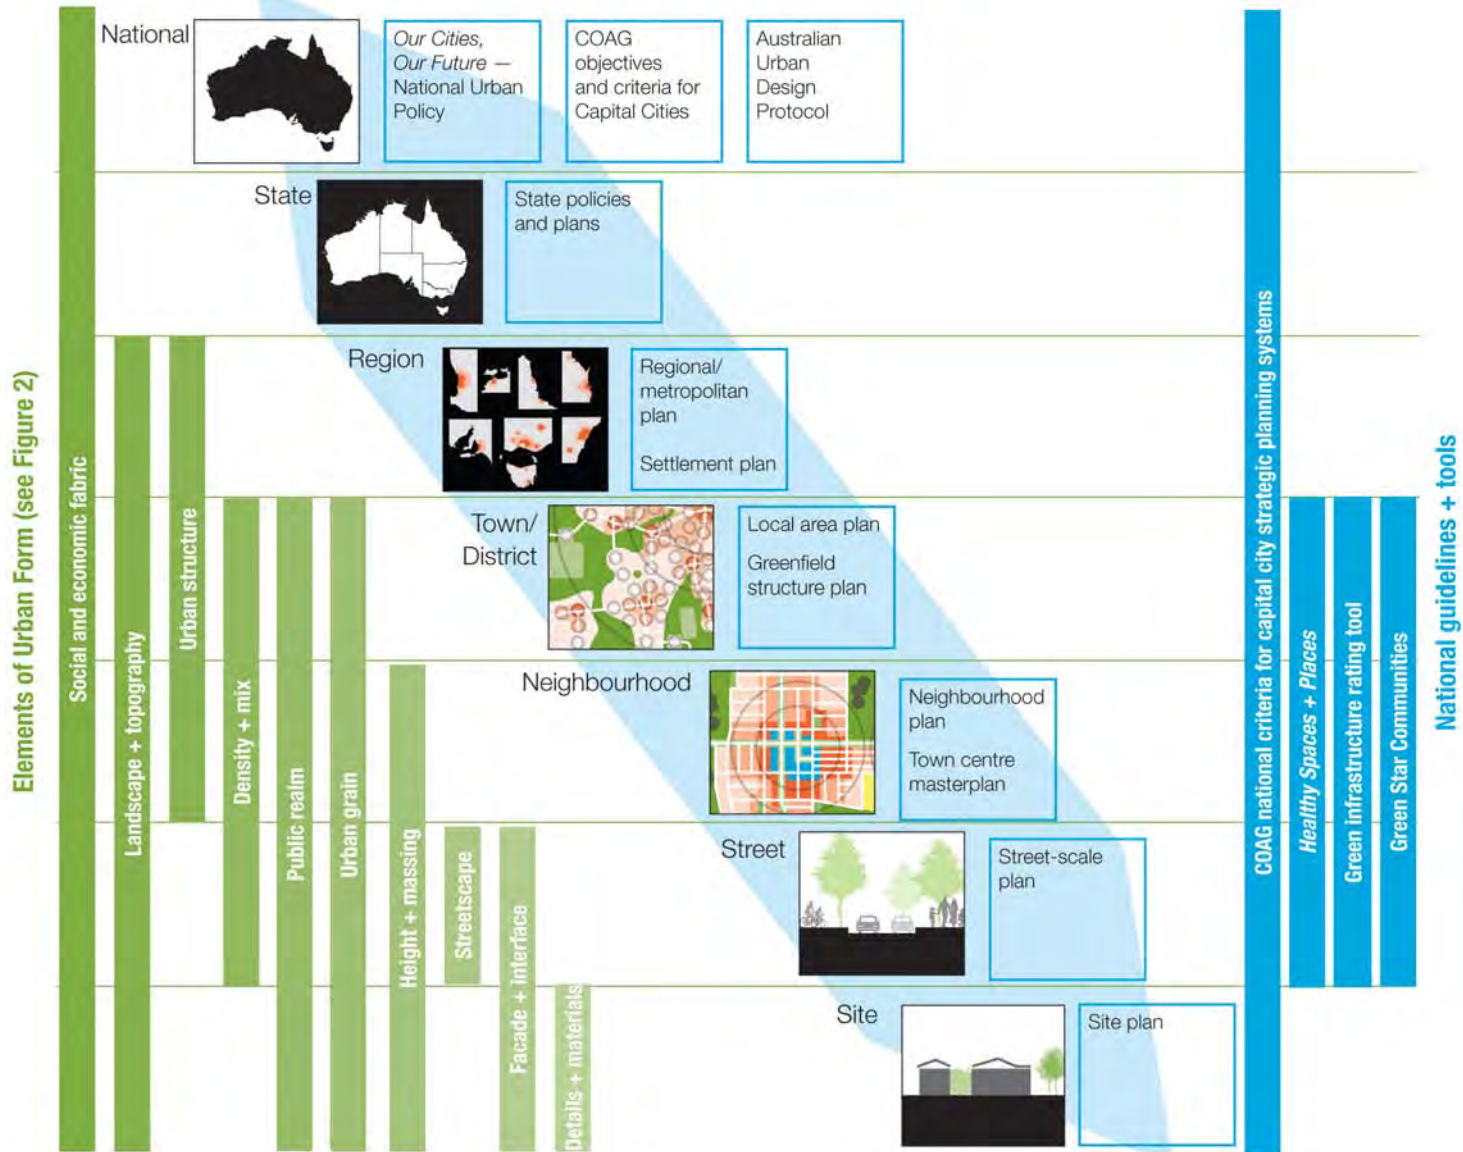 National
Our Cities,
Our Future —
National Urban
Policy
COAG
objectives
and criteria for
Capital Cities
Australian
Urban
Design
Protocol
State
State policies
and plans
Region
Regional/
metropolitan
plan
Settlement plan
Town/
District
Local area plan
Greenfield
structure plan
Neighbourhood
Neighbourhood
plan
Town centre
masterplan
Street
Street-scale
plan
Site
Site plan
Elements of Urban Form (see Figure 2)
Social and economic fabric
Landscape + topography
Urban structure
Density + mix
Public realm
Urban grain
Height + massing
Streetscape
Facade + interface
Details + materials
COAG national criteria for capital city strategic planning systems
Healthy Spaces + Places
Green infrastructure rating tool
Green Star Communities
National guidelines + tools